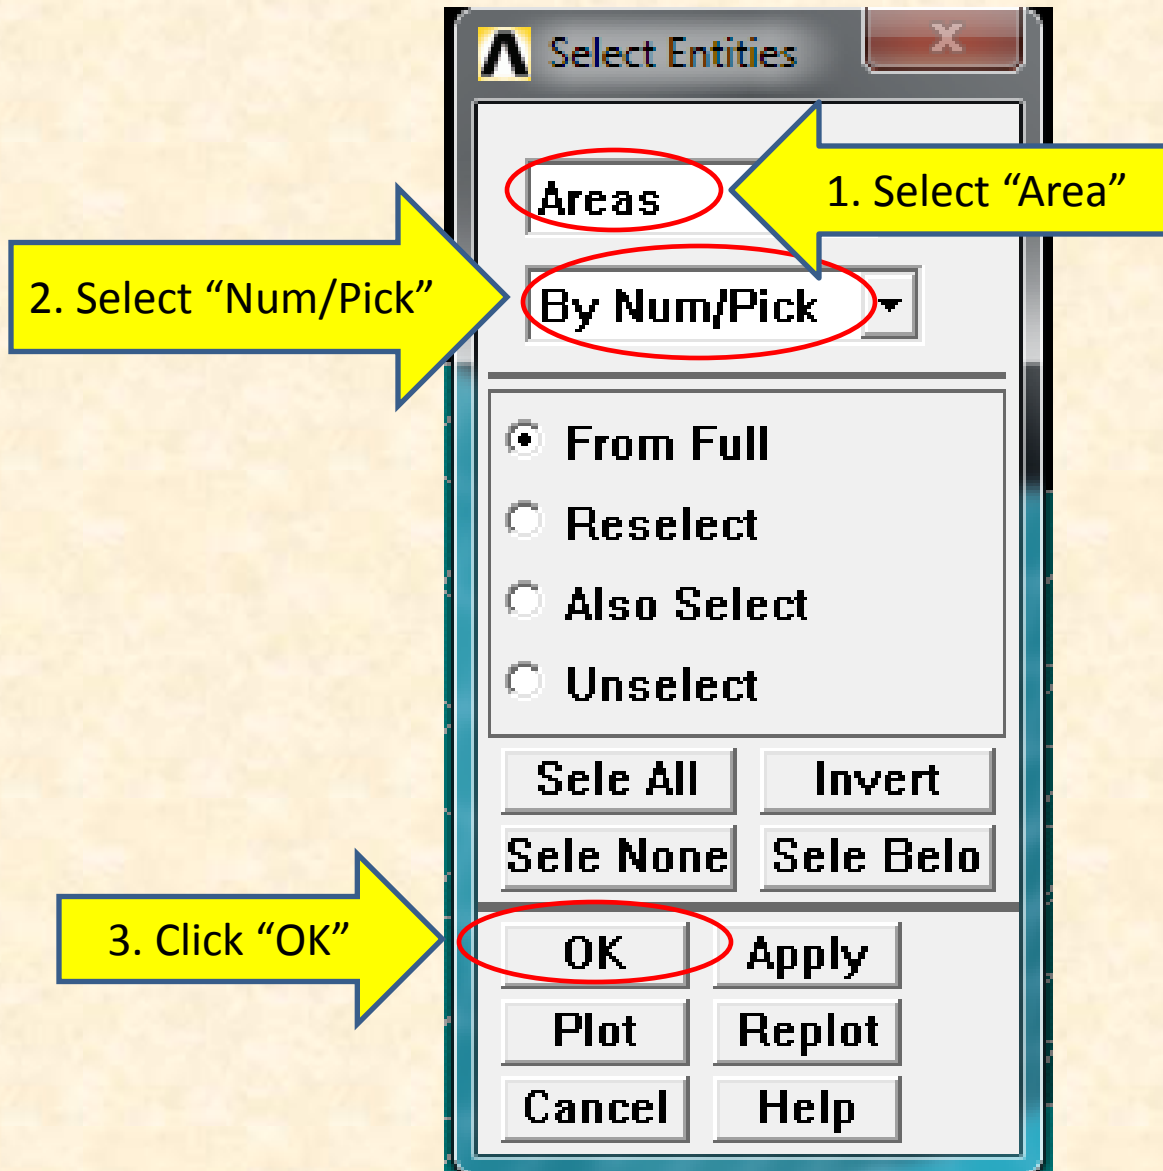 Select Entities
Areas
1. Select “Area”
2. Select “Num/Pick”
By Num/Pick
From Full
Reselect
Also Select
Unselect
Sele All Invert
Sele None Sele Belo
3. Click “OK”
OK Apply
Plot Replot
Cancel Help